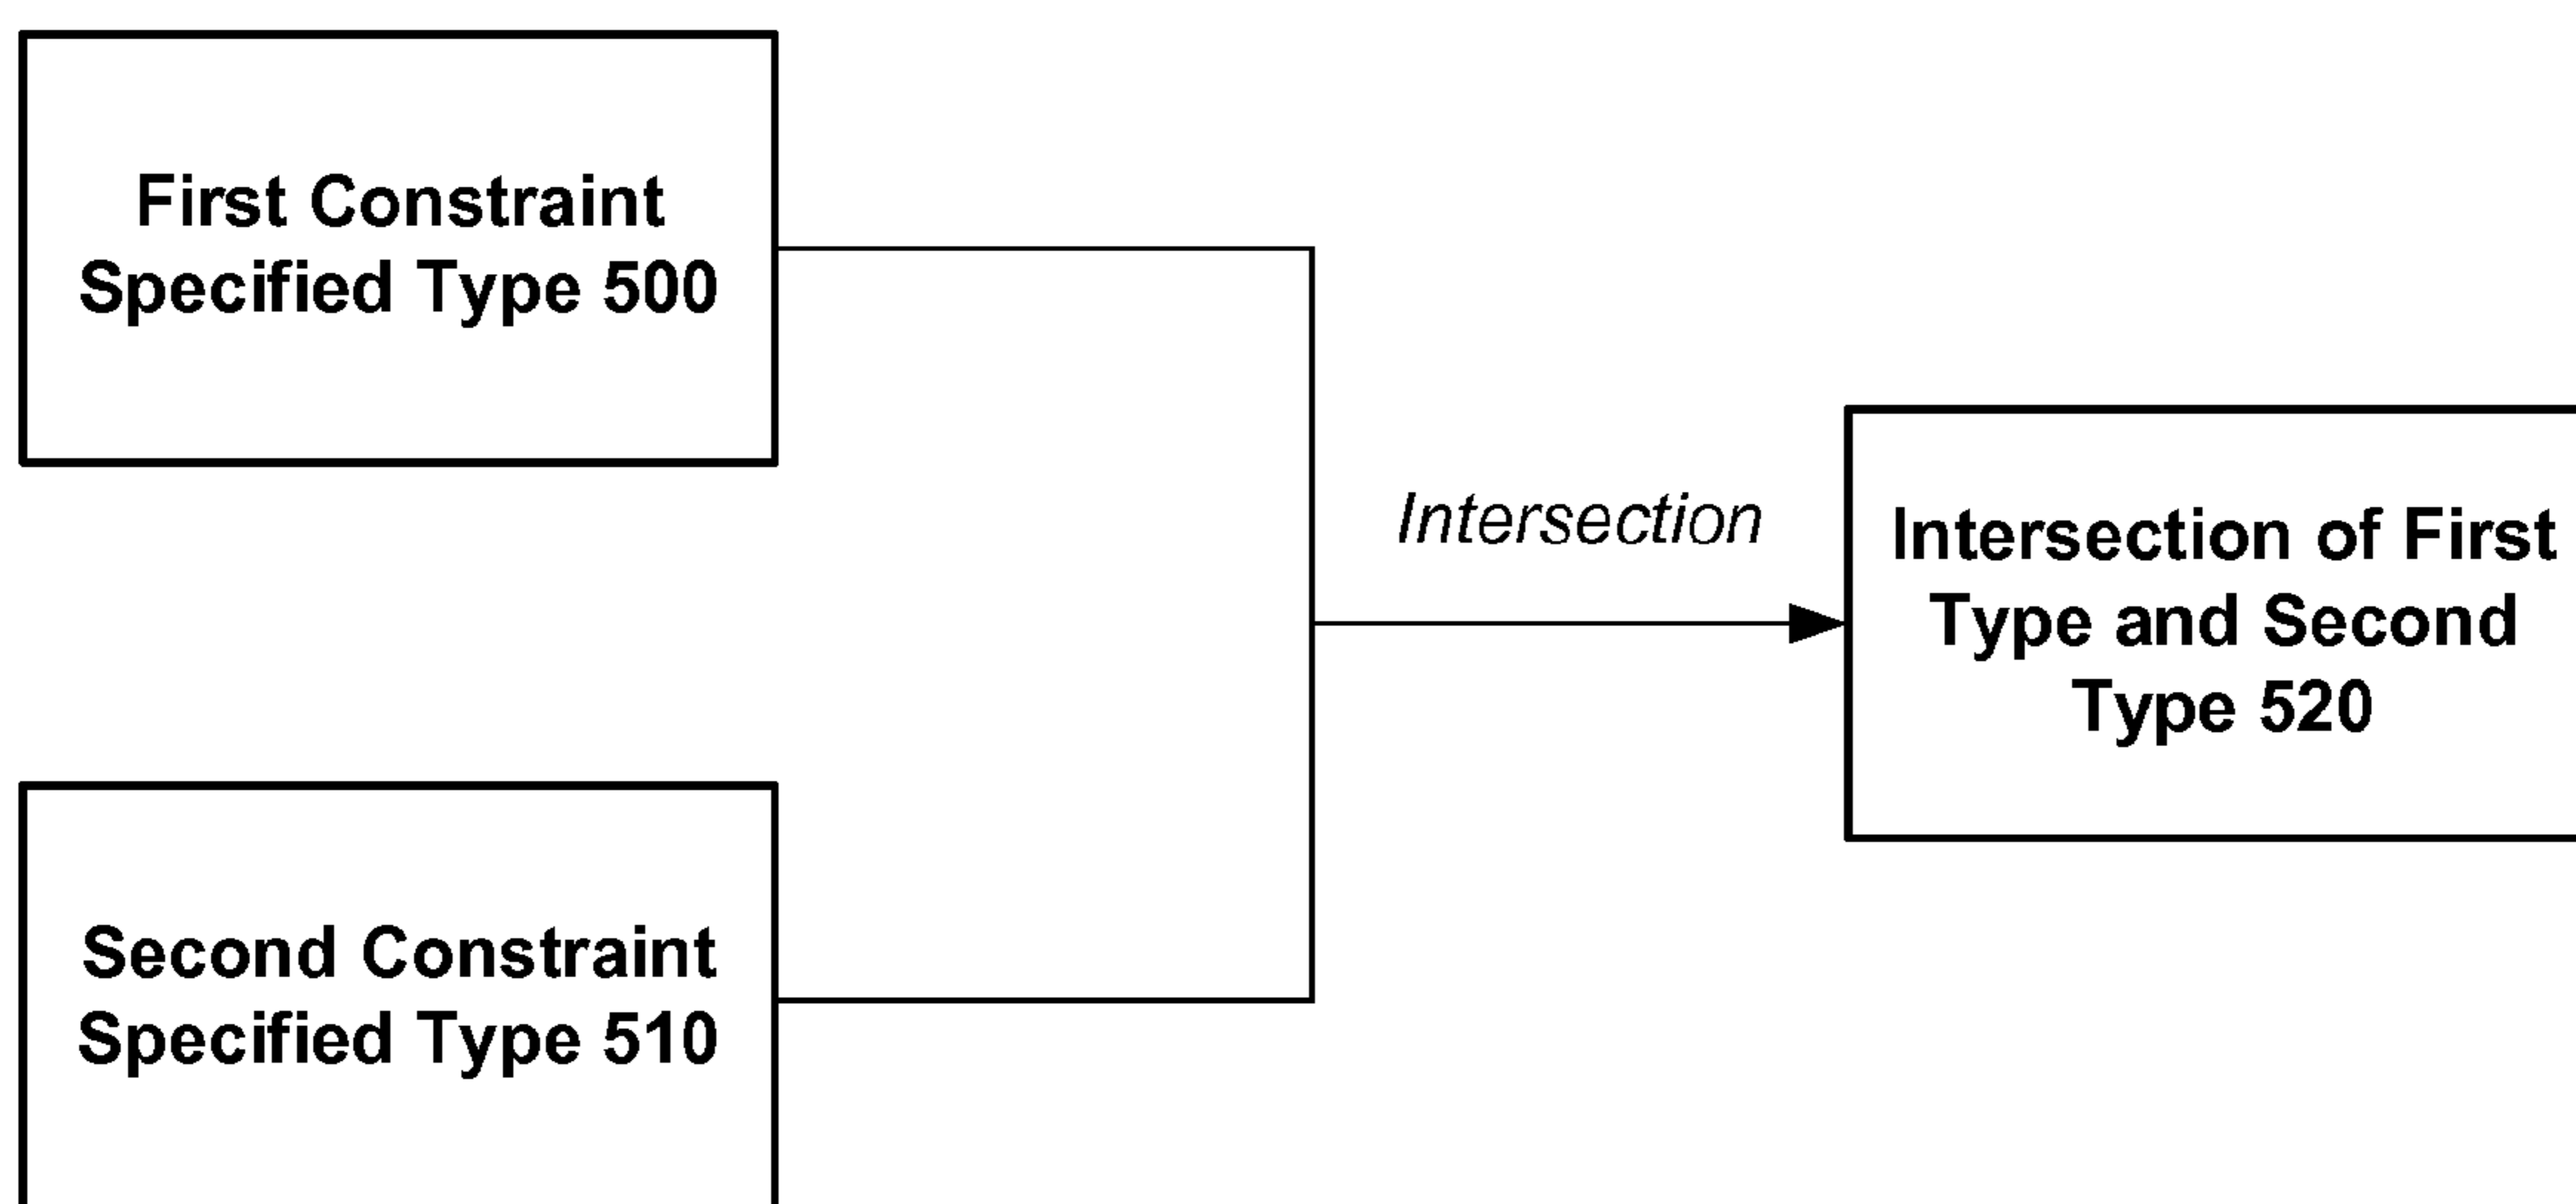 First Constraint
Specified Type 500
Intersection
Intersection of First
Type and Second
Type 520
Second Constraint
Specified Type 510